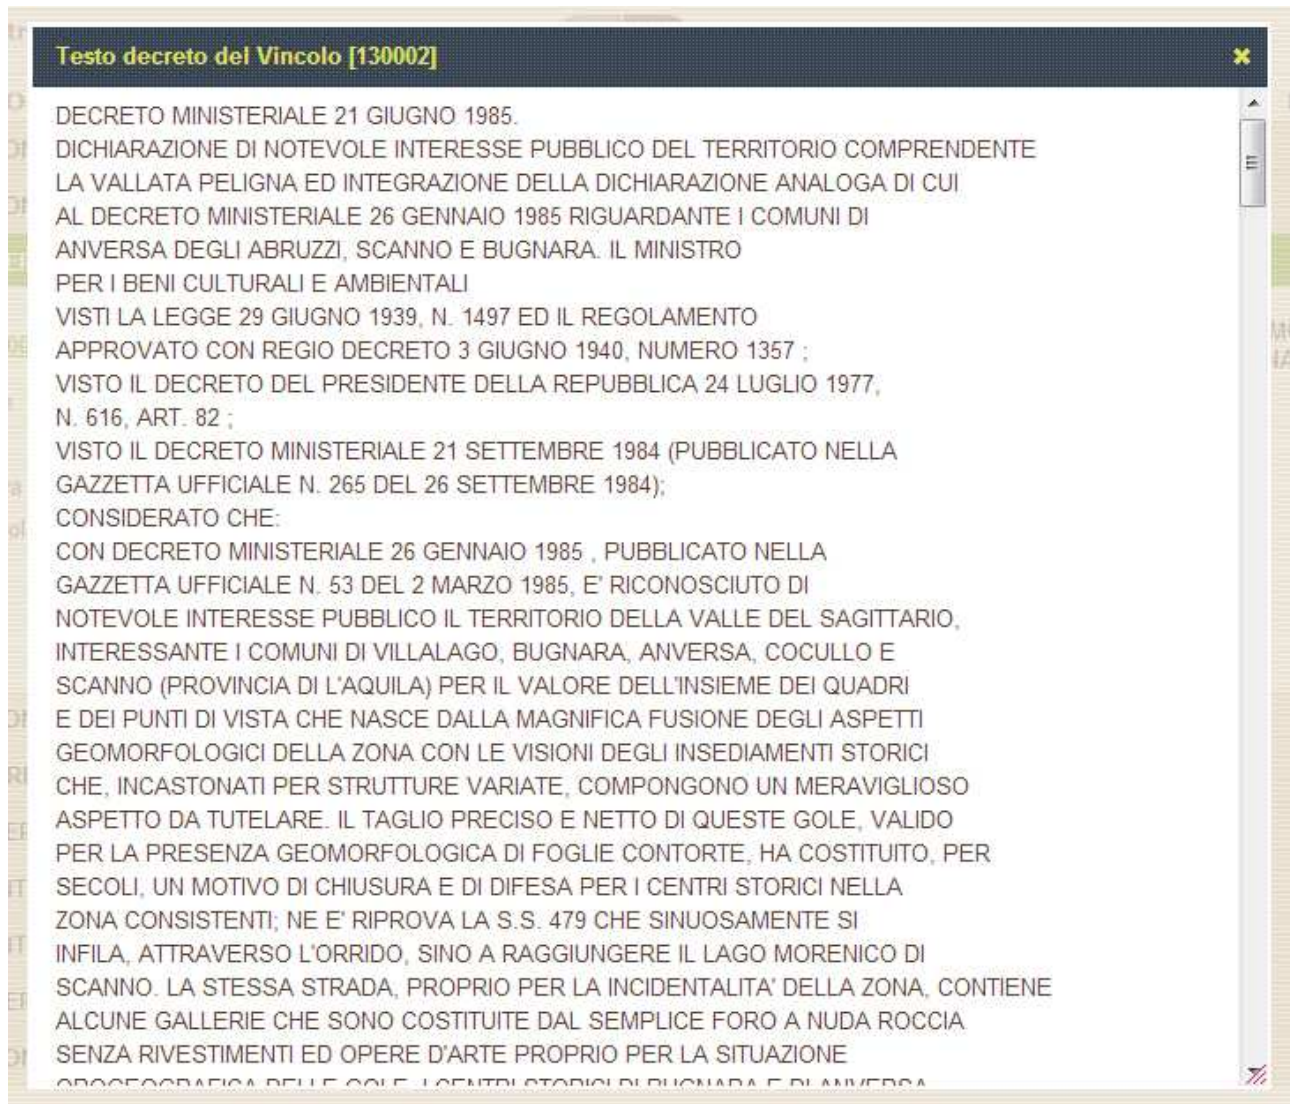 Testo decreto del Vincolo [130002]
DECRETO MINISTERIALE 21 GIUGNO 1985.
DICHIARAZIONE DI NOTEVOLE INTERESSE PUBBLICO DEL TERRITORIO COMPRENDENTE
LA VALLATA PELIGNA ED INTEGRAZIONE DELLA DICHIARAZIONE ANALOGA DI CUI
AL DECRETO MINISTERIALE 26 GENNAIO 1985 RIGUARDANTE I COMUNI DI
ANVERSA DEGLI ABRUZZI, SCANNO E BUGNARA. IL MINISTRO
PER I BENI CULTURALI E AMBIENTALI
VISTI LA LEGGE 29 GIUGNO 1939, N. 1497 ED IL REGOLAMENTO
APPROVATO CON REGIO DECRETO 3 GIUGNO 1940, NUMERO 1357 ;
VISTO IL DECRETO DEL PRESIDENTE DELLA REPUBBLICA 24 LUGLIO 1977,
N. 616, ART. 82 ;
VISTO IL DECRETO MINISTERIALE 21 SETTEMBRE 1984 (PUBBLICATO NELLA
GAZZETTA UFFICIALE N. 265 DEL 26 SETTEMBRE 1984);
CONSIDERATO CHE:
CON DECRETO MINISTERIALE 26 GENNAIO 1985 , PUBBLICATO NELLA
GAZZETTA UFFICIALE N. 53 DEL 2 MARZO 1985, E' RICONOSCIUTO DI
NOTEVOLE INTERESSE PUBBLICO IL TERRITORIO DELLA VALLE DEL SAGITTARIO,
INTERESSANTE I COMUNI DI VILLALAGO, BUGNARA, ANVERSA, COCULLO E
SCANNO (PROVINCIA DI L'AQUILA) PER IL VALORE DELL'INSIEME DEI QUADRI
E DEI PUNTI DI VISTA CHE NASCE DALLA MAGNIFICA FUSIONE DEGLI ASPETTI
GEOMORFOLOGICI DELLA ZONA CON LE VISIONI DEGLI INSEDIAMENTI STORICI
CHE, INCASTONATI PER STRUTTURE VARIATE, COMPONGONO UN MERAVIGLIOSO
ASPETTO DA TUTELARE. IL TAGLIO PRECISO E NETTO DI QUESTE GOLE, VALIDO
PER LA PRESENZA GEOMORFOLOGICA DI FOGLIE CONTORTE, HA COSTITUITO, PER
SECOLI, UN MOTIVO DI CHIUSURA E DI DIFESA PER I CENTRI STORICI NELLA
ZONA CONSISTENTI; NE E' RIPROVA LA S.S. 479 CHE SINUOSAMENTE SI
INFILA, ATTRAVERSO L'ORRIDO, SINO A RAGGIUNGERE IL LAGO MORENICO DI
SCANNO. LA STESSA STRADA, PROPRIO PER LA INCIDENTALITA' DELLA ZONA, CONTIENE
ALCUNE GALLERIE CHE SONO COSTITUITE DAL SEMPLICE FORO A NUDA ROCCIA
SENZA RIVESTIMENTI ED OPERE D'ARTE PROPRIO PER LA SITUAZIONE